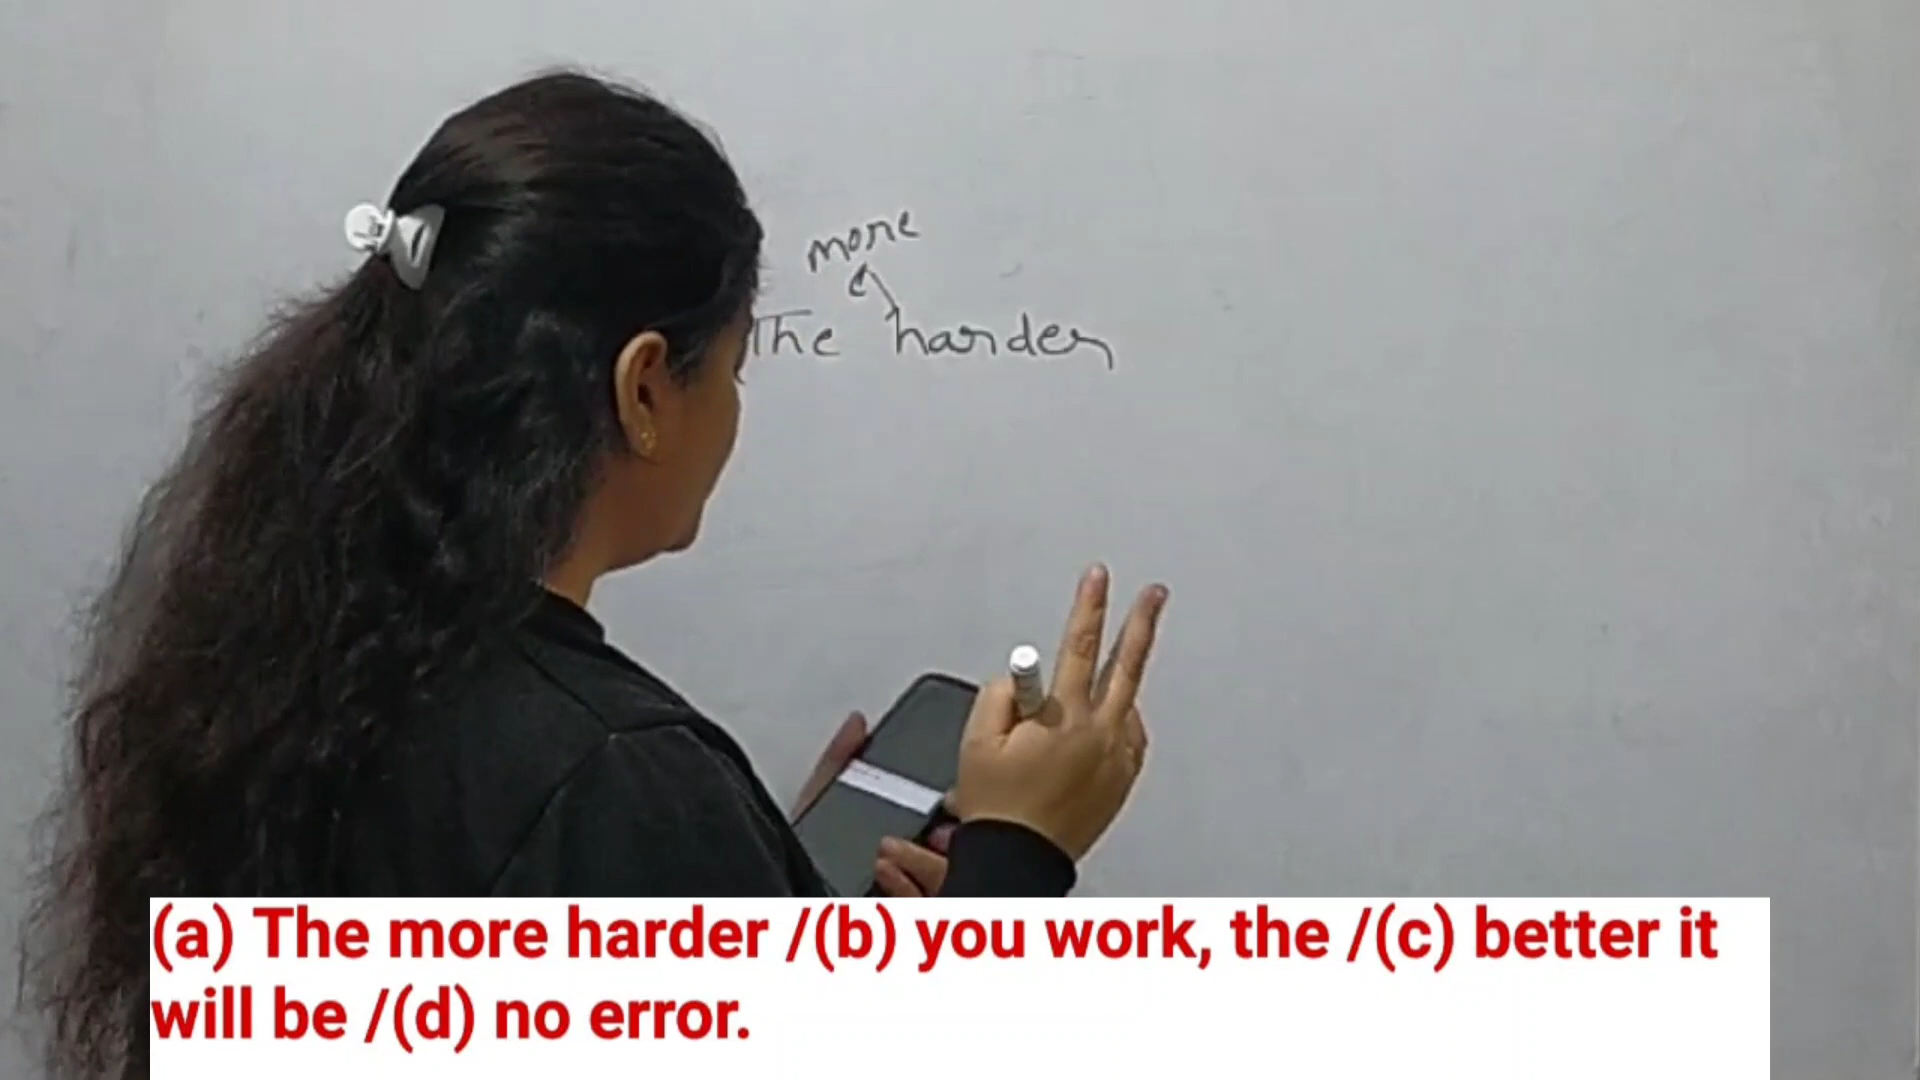 more
The harder
(a) The more harder /(b) you work, the /(c) better it
will be /(d) no error.